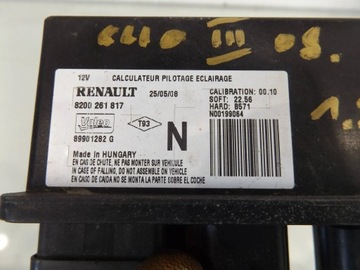 CLIO III 08.
1...
12V CALCULATEUR PILOTAGE ECLAIRAGE
RENAULT 25/05/08 CALIBRATION: 00.10
8200 261 817 SOFT: 22.56
HARD: 8571
Valeo T93 N N00199064
89901282 G
Made in HUNGARY
EN CAS DE CHUTE, NE PAS MONTER SUR VEHICULE
IN CASE OF FALLING, DO NOT ASSEMBLE ON VEHICLE
EN CASO DE CAIDA NO SE MONTA LA PARTE SOBRE EL COCHE